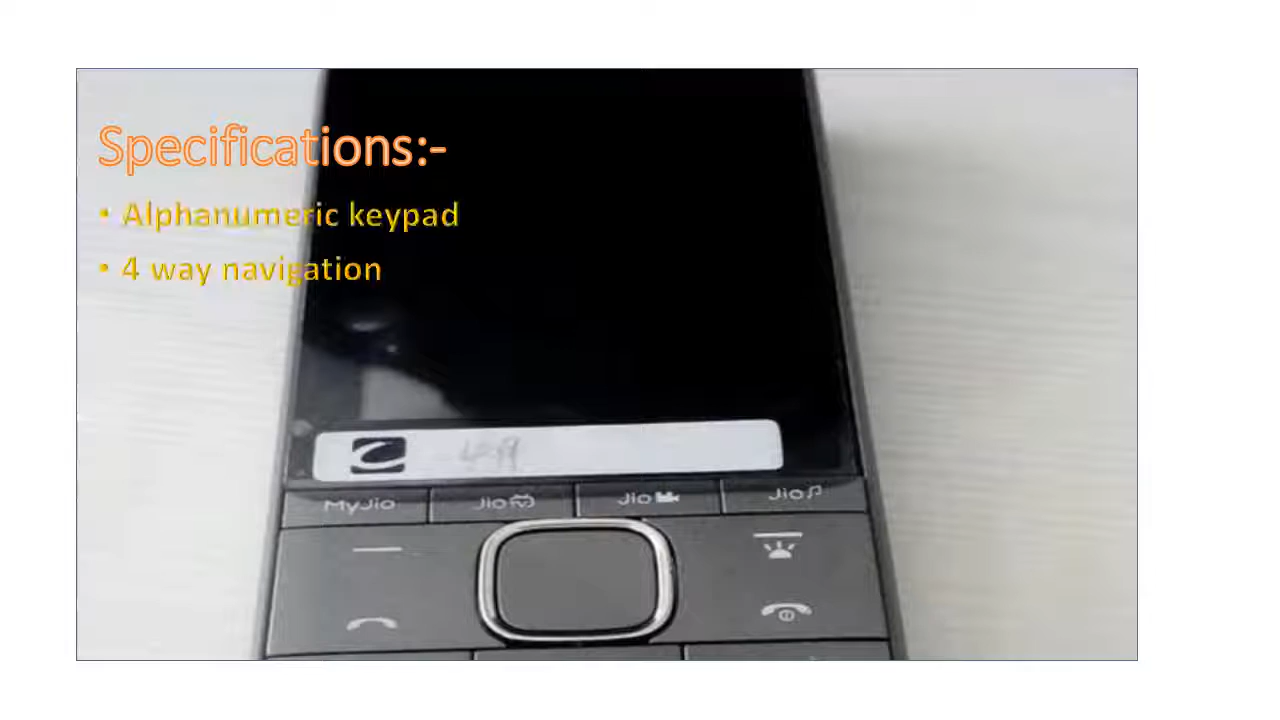 Specifications:-
• Alphanumeric keypad
• 4 way navigation
MyJio
Jio
Jio
Jio